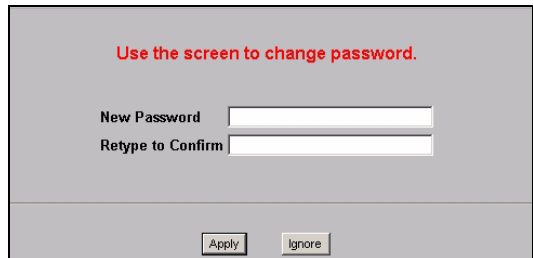 Use the screen to change password.
New Password
Retype to Confirm
Apply Ignore